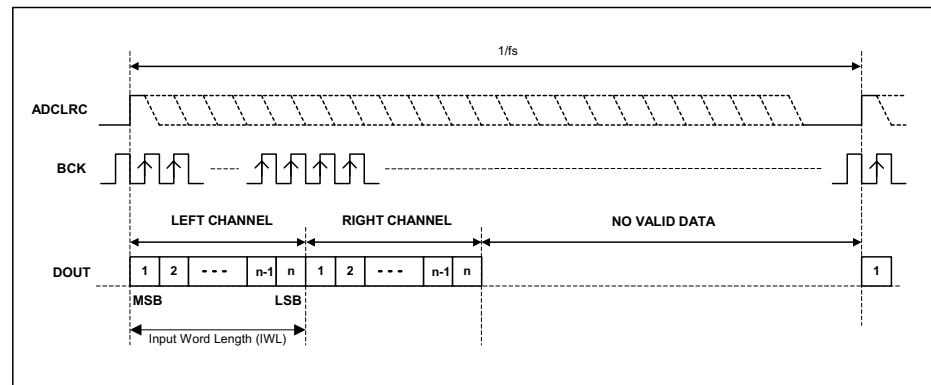 1/fs
ADCLRC
BCK
LEFT CHANNEL RIGHT CHANNEL NO VALID DATA
DOUT 1 2 --- n-1 n 1 2 --- n-1 n 1
MSB LSB
Input Word Length (IWL)